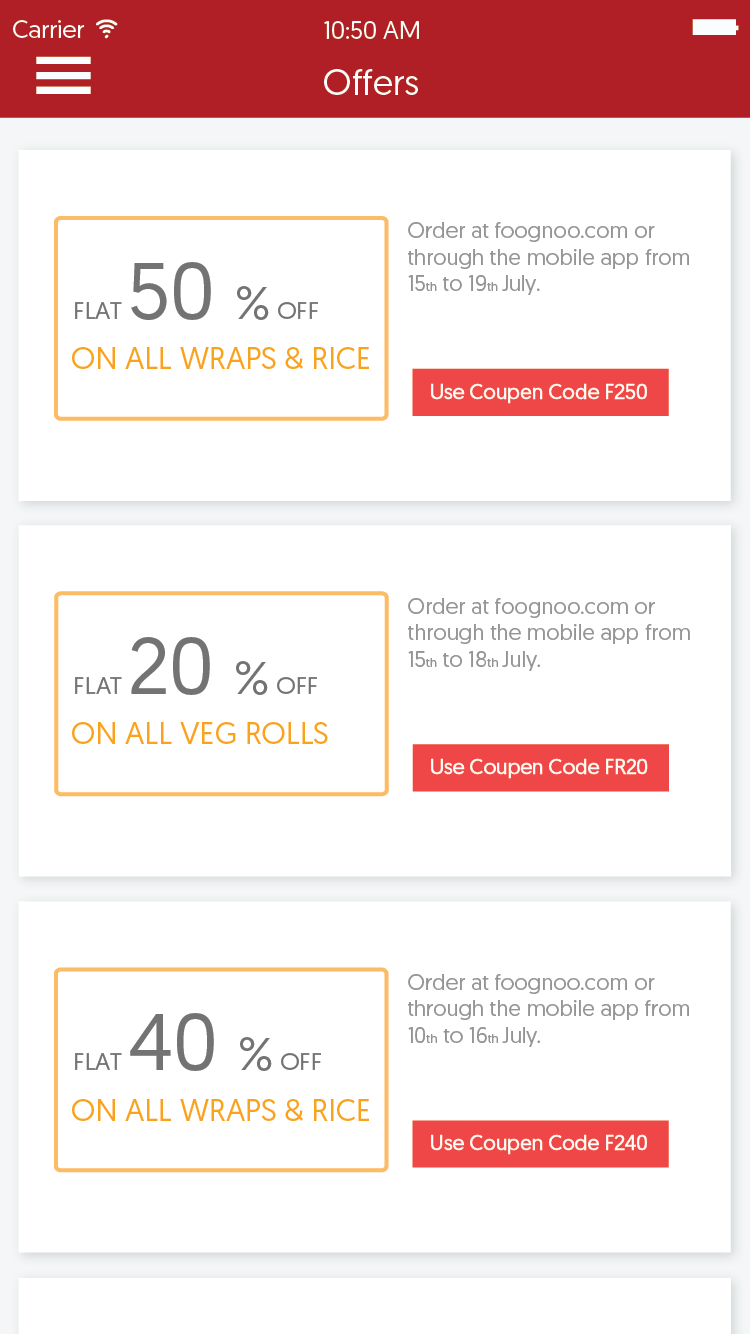 Carrier 10:50 AM
Offers
FLAT 50 % OFF
ON ALL WRAPS & RICE
Order at foognoo.com or
through the mobile app from
15th to 19th July.
Use Coupen Code F250
FLAT 20 % OFF
ON ALL VEG ROLLS
Order at foognoo.com or
through the mobile app from
15th to 18th July.
Use Coupen Code FR20
FLAT 40 % OFF
ON ALL WRAPS & RICE
Order at foognoo.com or
through the mobile app from
10th to 16th July.
Use Coupen Code F240